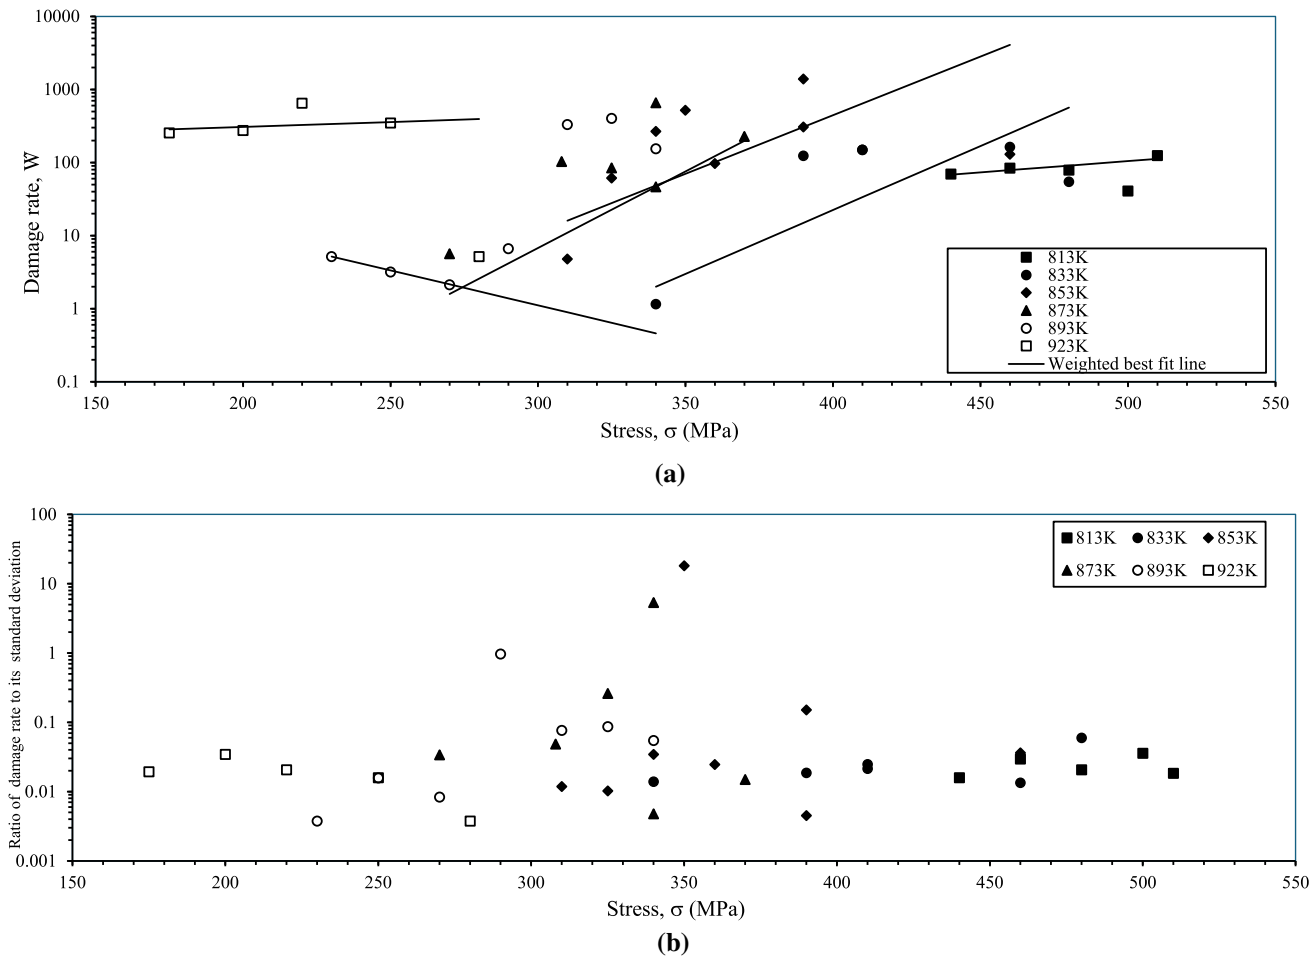 10000
1000
100
10
1
0.1
Damage rate, W
813K
833K
853K
873K
893K
923K
Weighted best fit line
150 200 250 300 350 400 450 500 550
Stress, σ (MPa)
(a)
100
10
1
0.1
0.01
0.001
Ratio of damage rate to its standard deviation
813K 833K 853K
873K 893K 923K
150 200 250 300 350 400 450 500 550
Stress, σ (MPa)
(b)